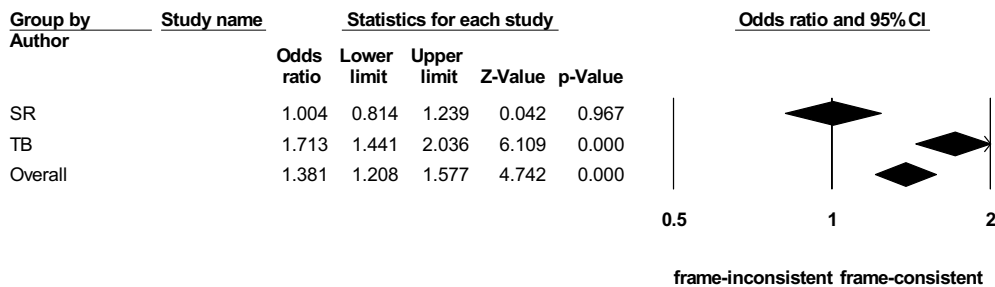 Group by Study name Statistics for each study Odds ratio and 95% CI
Author
Odds Lower Upper
ratio limit limit Z-Value p-Value
SR 1.004 0.814 1.239 0.042 0.967
TB 1.713 1.441 2.036 6.109 0.000
Overall 1.381 1.208 1.577 4.742 0.000
0.5 1 2
frame-inconsistent frame-consistent